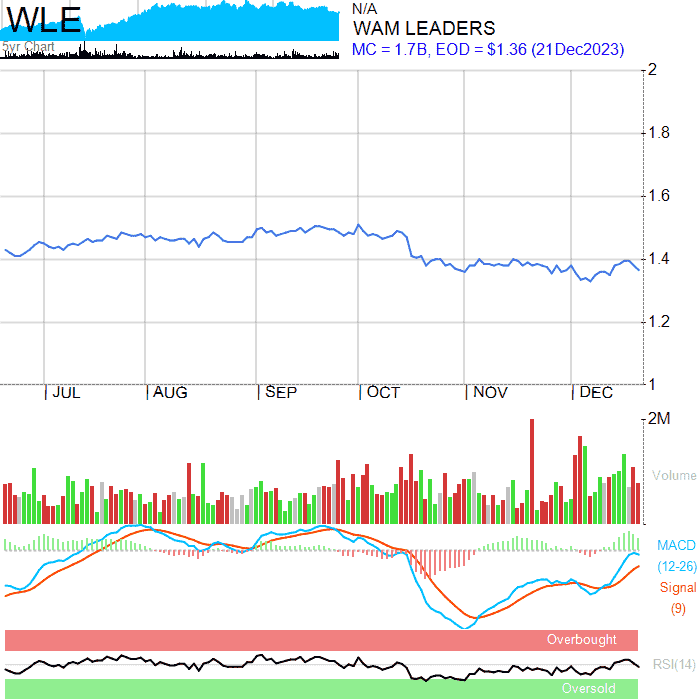 WLE
5yr Chart
N/A
WAM LEADERS
MC = 1.7B, EOD = $1.36 (21Dec2023)
2
1.8
1.6
1.4
1.2
1
JUL AUG SEP OCT NOV DEC
2M
Volume
MACD
(12-26)
Signal
(9)
Overbought
RSI(14)
Oversold